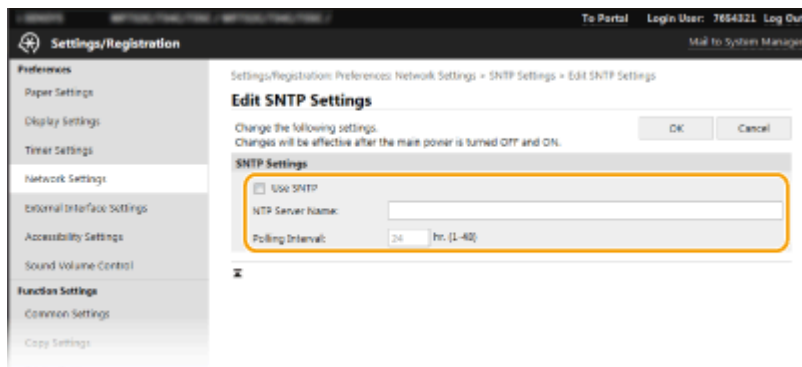 To Portal Login User: 7654321 Log Ou
Settings/Registration
Mail to System Manager
Preferences
Paper Settings
Display Settings
Timer Settings
Network Settings
External Interface Settings
Accessibility Settings
Sound Volume Control
Function Settings
Common Settings
Copy Settings
Settings/Registration: Preferences: Network Settings > SNTP Settings > Edit SNTP Settings
Edit SNTP Settings
Change the following settings.
Changes will be effective after the main power is turned OFF and ON.
OK Cancel
SNTP Settings
Use SNTP
NTP Server Name:
Polling Interval: 24 hr. (1-48)